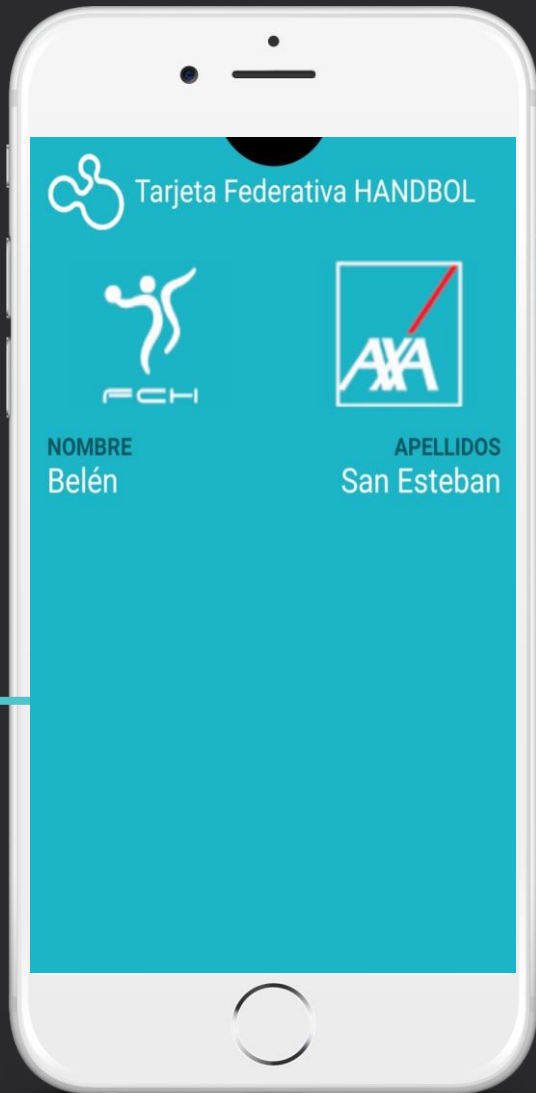 Tarjeta Federativa HANDBOL
FCH
AXA
NOMBRE
APELLIDOS
Belén
San Esteban